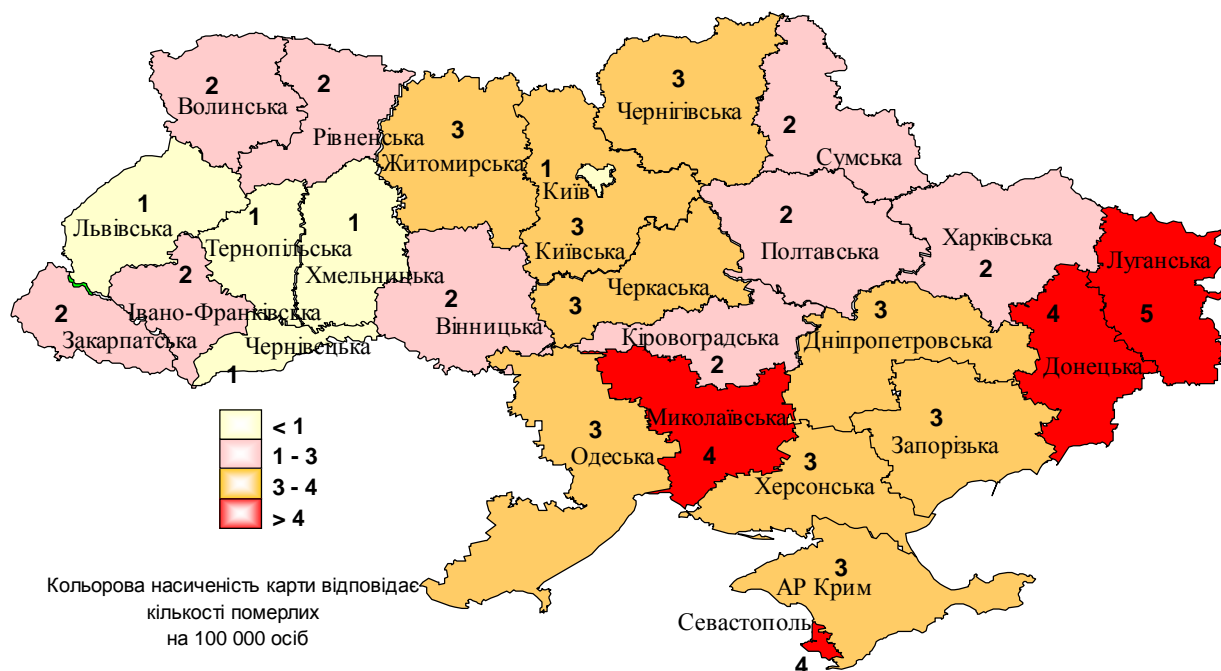 2
Волинська
2
Рівненська
3
Житомирська
3
Чернігівська
2
Сумська
1
Київ
3
Київська
1
Львівська
1
Тернопільська
1
Хмельницька
2
Полтавська
Харківська
2
Луганська
5
2
Закарпатська
2
Івано-Франківська
Чернівецька
1
2
Вінницька
3
Черкаська
Кіровоградська
2
3
Дніпропетровська
4
Донецька
Миколаївська
4
3
Одеська
3
Запорізька
3
Херсонська
3
АР Крим
Севастополь
4
< 1
1 - 3
3 - 4
> 4
Кольорова насиченість карти відповідає
кількості померлих
на 100 000 осіб